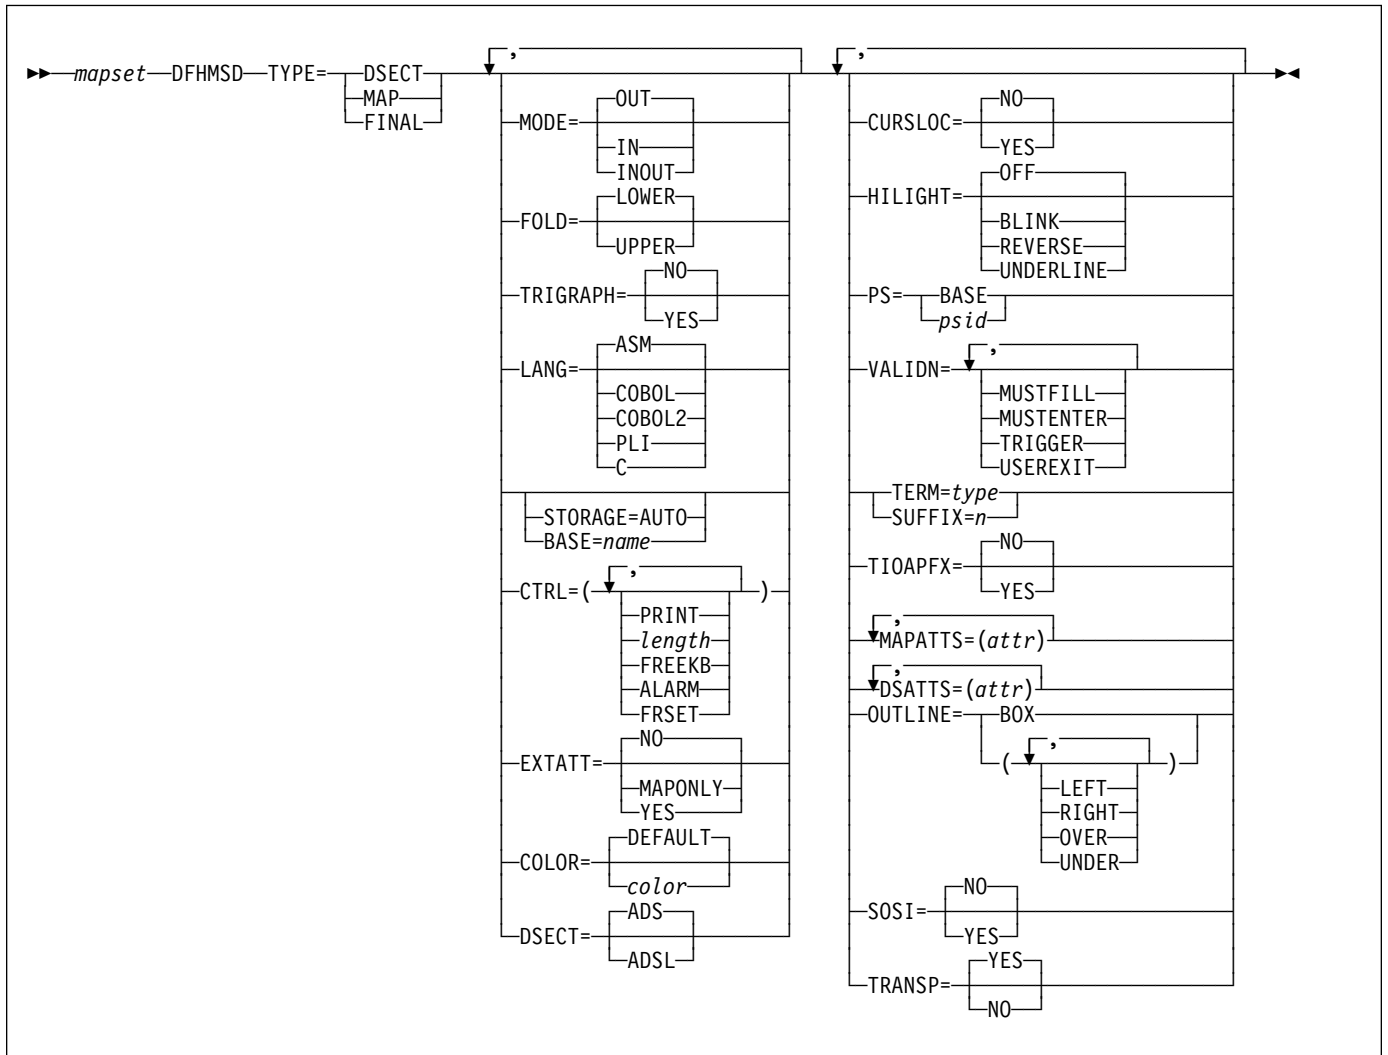 mapset DFHMSD TYPE= DSECT
MAP
FINAL
,
OUT
MODE=
IN
INOUT
LOWER
FOLD=
UPPER
NO
TRIGRAPH=
YES
ASM
LANG=
COBOL
COBOL2
PLI
C
STORAGE=AUTO
BASE=name
,
CTRL=( )
PRINT
length
FREEKB
ALARM
FRSET
NO
EXTATT=
MAPONLY
YES
DEFAULT
COLOR=
color
ADS
DSECT=
ADSL
,
NO
CURSLOC=
YES
OFF
HILIGHT=
BLINK
REVERSE
UNDERLINE
PS= BASE
psid
,
VALIDN=
MUSTFILL
MUSTENTER
TRIGGER
USEREXIT
TERM=type
SUFFIX=n
NO
TIOAPFX=
YES
,
MAPATTS=(attr)
,
DSATTS=(attr)
OUTLINE= BOX
,
( )
LEFT
RIGHT
OVER
UNDER
NO
SOSI=
YES
YES
TRANSP=
NO